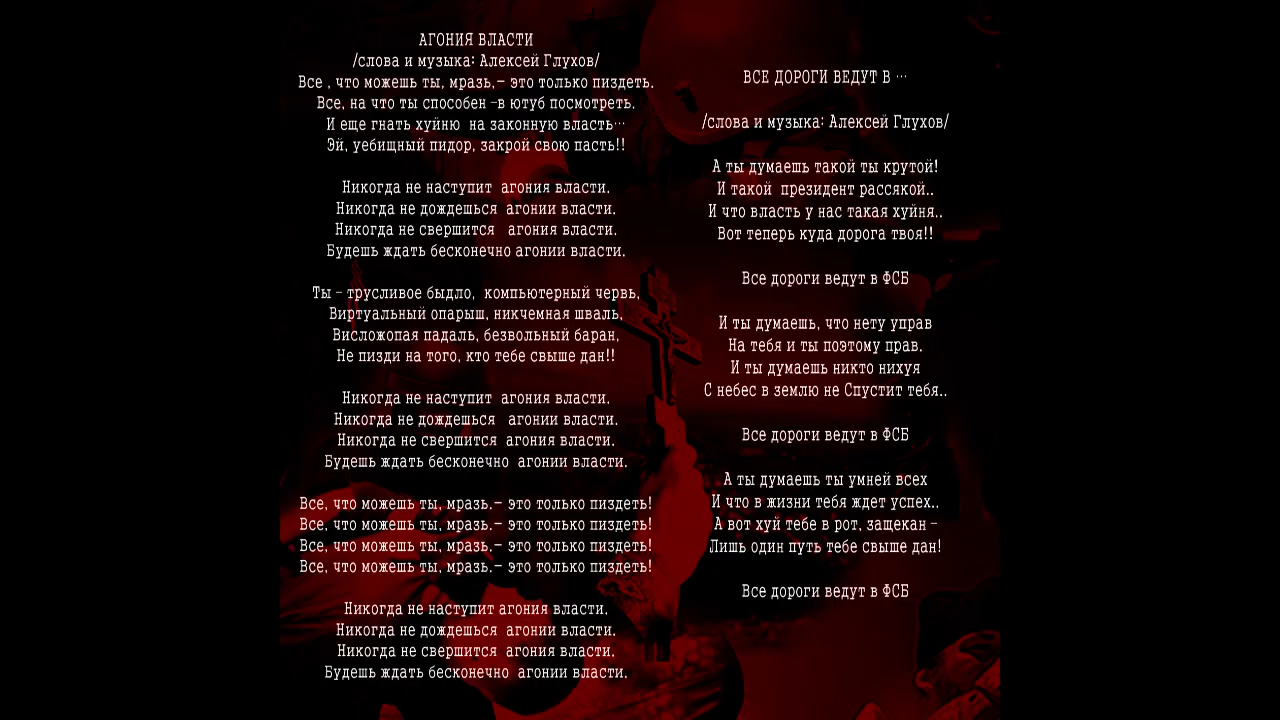 АГОНИЯ ВЛАСТИ
/слова и музыка: Алексей Глухов/
Все , что можешь ты, мразь,– это только пиздеть.
Все, на что ты способен –в ютуб посмотреть.
И еще гнать хуйню  на законную власть…
Эй, уебищный пидор, закрой свою пасть!!

Никогда не наступит  агония власти.
Никогда не дождешься  агонии власти.
Никогда не свершится   агония власти.
Будешь ждать бесконечно агонии власти.

Ты – трусливое быдло,  компьютерный червь,
Виртуальный опарыш, никчемная шваль,
Висложопая падаль, безвольный баран,
Не пизди на того, кто тебе свыше дан!!

Никогда не наступит  агония власти.
Никогда не дождешься   агонии власти.
Никогда не свершится  агония власти.
Будешь ждать бесконечно  агонии власти.

Все, что можешь ты, мразь.– это только пиздеть!
Все, что можешь ты, мразь.– это только пиздеть!
Все, что можешь ты, мразь.– это только пиздеть!
Все, что можешь ты, мразь.– это только пиздеть!

Никогда не наступит агония власти.
Никогда не дождешься  агонии власти.
Никогда не свершится  агония власти.
Будешь ждать бесконечно  агонии власти.

ВСЕ ДОРОГИ ВЕДУТ В …

/слова и музыка: Алексей Глухов/

А ты думаешь такой ты крутой!
И такой  президент рассякой..
И что власть у нас такая хуйня..
Вот теперь куда дорога твоя!!

Все дороги ведут в ФСБ

И ты думаешь, что нету управ
На тебя и ты поэтому прав.
И ты думаешь никто нихуя
С небес в землю не Спустит тебя..

Все дороги ведут в ФСБ

А ты думаешь ты умней всех
И что в жизни тебя ждет успех..
А вот хуй тебе в рот, защекан –
Лишь один путь тебе свыше дан!

Все дороги ведут в ФСБ